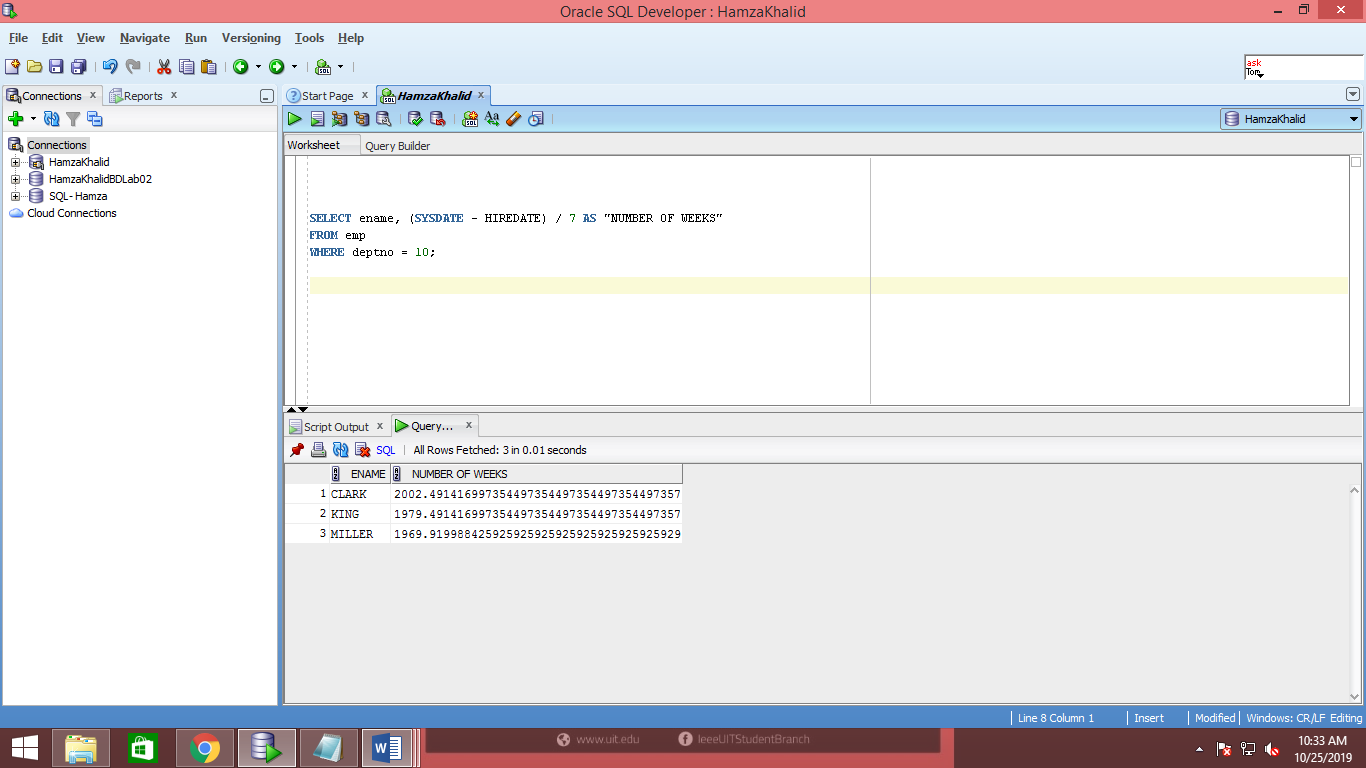 Oracle SQL Developer : HamzaKhalid
File Edit View Navigate Run Versioning Tools Help
ask
Tom
Connections x Reports x
Start Page x HamzaKhalid x
HamzaKhalid
Connections
HamzaKhalid
HamzaKhalidBDLab02
SQL- Hamza
Cloud Connections
Worksheet Query Builder
SELECT ename, (SYSDATE - HIREDATE) / 7 AS "NUMBER OF WEEKS"
FROM emp
WHERE deptno = 10;
Script Output x Query... x
SQL | All Rows Fetched: 3 in 0.01 seconds
ENAME NUMBER OF WEEKS
1 CLARK 2002.491416997354497354497354497354497357
2 KING 1979.491416997354497354497354497354497357
3 MILLER 1969.919988425925925925925925925925925929
Line 8 Column 1 | Insert | Modified | Windows: CR/LF Editing
www.uit.edu IeeeUITStudentBranch
10:33 AM
10/25/2019